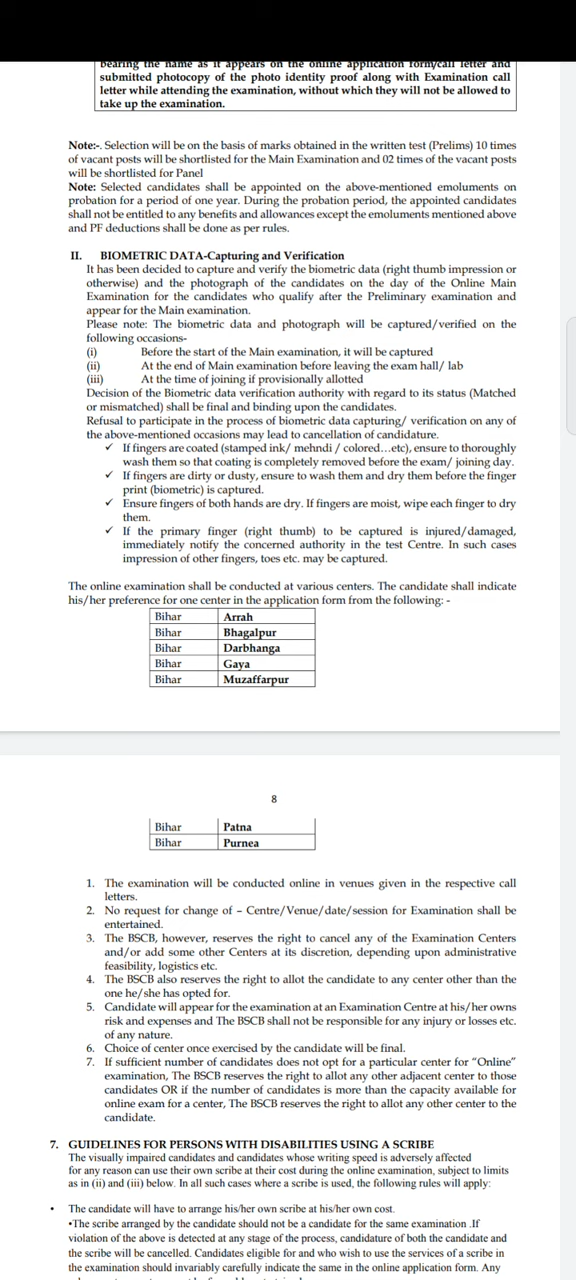 bearing the name as it appears on the online application form/call letter and
submitted photocopy of the photo identity proof along with Examination call
letter while attending the examination, without which they will not be allowed to
take up the examination.
Note:-. Selection will be on the basis of marks obtained in the written test (Prelims) 10 times
of vacant posts will be shortlisted for the Main Examination and 02 times of the vacant posts
will be shortlisted for Panel
Note: Selected candidates shall be appointed on the above-mentioned emoluments on
probation for a period of one year. During the probation period, the appointed candidates
shall not be entitled to any benefits and allowances except the emoluments mentioned above
and PF deductions shall be done as per rules.
II. BIOMETRIC DATA-Capturing and Verification
It has been decided to capture and verify the biometric data (right thumb impression or
otherwise) and the photograph of the candidates on the day of the Online Main
Examination for the candidates who qualify after the Preliminary examination and
appear for the Main examination.
Please note: The biometric data and photograph will be captured/verified on the
following occasions-
(i) Before the start of the Main examination, it will be captured
(ii) At the end of Main examination before leaving the exam hall/ lab
(iii) At the time of joining if provisionally allotted
Decision of the Biometric data verification authority with regard to its status (Matched
or mismatched) shall be final and binding upon the candidates.
Refusal to participate in the process of biometric data capturing/ verification on any of
the above-mentioned occasions may lead to cancellation of candidature.
✓ If fingers are coated (stamped ink/ mehndi / colored…etc), ensure to thoroughly
wash them so that coating is completely removed before the exam/ joining day.
✓ If fingers are dirty or dusty, ensure to wash them and dry them before the finger
print (biometric) is captured.
✓ Ensure fingers of both hands are dry. If fingers are moist, wipe each finger to dry
them.
✓ If the primary finger (right thumb) to be captured is injured/damaged,
immediately notify the concerned authority in the test Centre. In such cases
impression of other fingers, toes etc. may be captured.
The online examination shall be conducted at various centers. The candidate shall indicate
his/her preference for one center in the application form from the following: -
Bihar Arrah
Bihar Bhagalpur
Bihar Darbhanga
Bihar Gaya
Bihar Muzaffarpur
8
Bihar Patna
Bihar Purnea
1. The examination will be conducted online in venues given in the respective call
letters.
2. No request for change of – Centre/Venue/date/session for Examination shall be
entertained.
3. The BSCB, however, reserves the right to cancel any of the Examination Centers
and/or add some other Centers at its discretion, depending upon administrative
feasibility, logistics etc.
4. The BSCB also reserves the right to allot the candidate to any center other than the
one he/she has opted for.
5. Candidate will appear for the examination at an Examination Centre at his/her owns
risk and expenses and The BSCB shall not be responsible for any injury or losses etc.
of any nature.
6. Choice of center once exercised by the candidate will be final.
7. If sufficient number of candidates does not opt for a particular center for “Online”
examination, The BSCB reserves the right to allot any other adjacent center to those
candidates OR if the number of candidates is more than the capacity available for
online exam for a center, The BSCB reserves the right to allot any other center to the
candidate.
7. GUIDELINES FOR PERSONS WITH DISABILITIES USING A SCRIBE
The visually impaired candidates and candidates whose writing speed is adversely affected
for any reason can use their own scribe at their cost during the online examination, subject to limits
as in (ii) and (iii) below. In all such cases where a scribe is used, the following rules will apply:
• The candidate will have to arrange his/her own scribe at his/her own cost.
•The scribe arranged by the candidate should not be a candidate for the same examination .If
violation of the above is detected at any stage of the process, candidature of both the candidate and
the scribe will be cancelled. Candidates eligible for and who wish to use the services of a scribe in
the examination should invariably carefully indicate the same in the online application form. Any